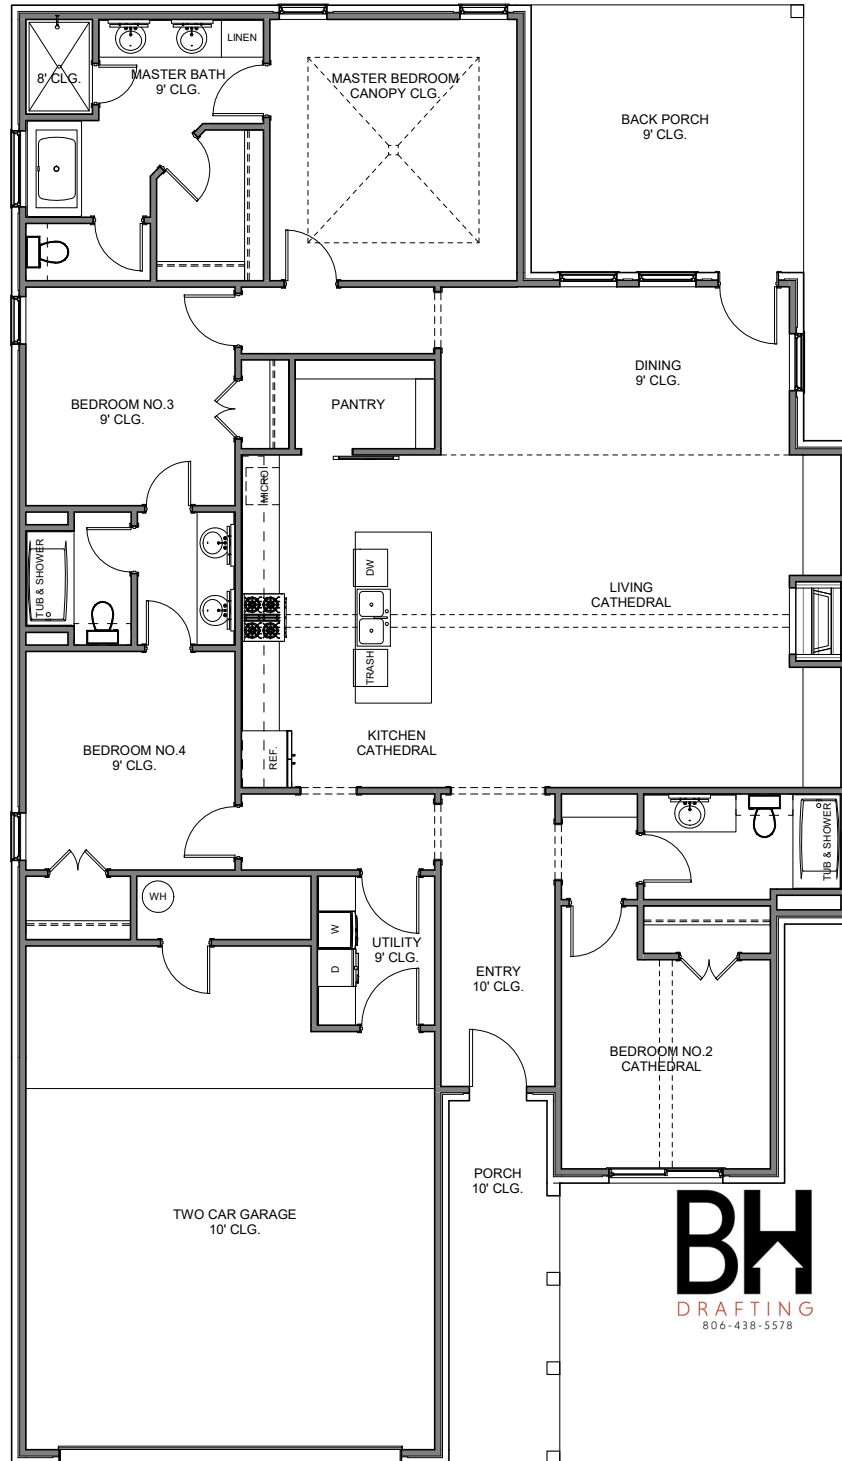 LINEN
8' CLG.
MASTER BATH
9' CLG.
MASTER BEDROOM
CANOPY CLG.
BACK PORCH
9' CLG.
DINING
9' CLG.
BEDROOM NO.3
9' CLG.
PANTRY
MICRO
TUB & SHOWER
DW
LIVING
CATHEDRAL
TRASH
REF.
KITCHEN
CATHEDRAL
BEDROOM NO.4
9' CLG.
TUB & SHOWER
WH
W
D
UTILITY
9' CLG.
ENTRY
10' CLG.
BEDROOM NO.2
CATHEDRAL
PORCH
10' CLG.
TWO CAR GARAGE
10' CLG.
BH
DRAFTING
806-438-5578